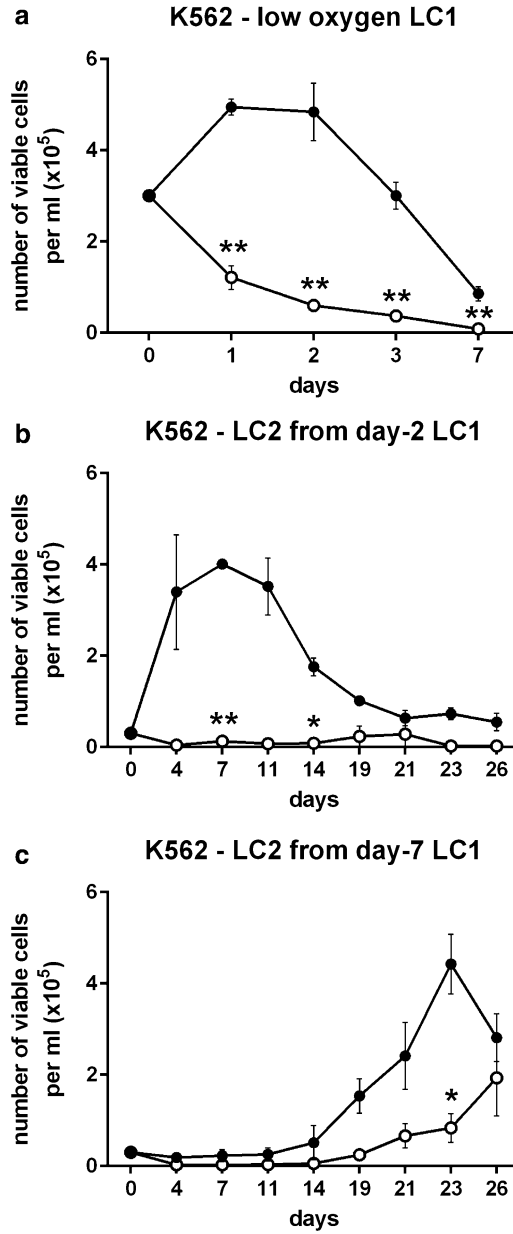 a
K562 - low oxygen LC1
number of viable cells
per ml (x10⁵)
6
4
2
0
**
**
**
**
0 1 2 3 7
days
b
K562 - LC2 from day-2 LC1
number of viable cells
per ml (x10⁵)
6
4
2
0
**
*
0 4 7 11 14 19 21 23 26
days
c
K562 - LC2 from day-7 LC1
number of viable cells
per ml (x10⁵)
6
4
2
0
*
0 4 7 11 14 19 21 23 26
days